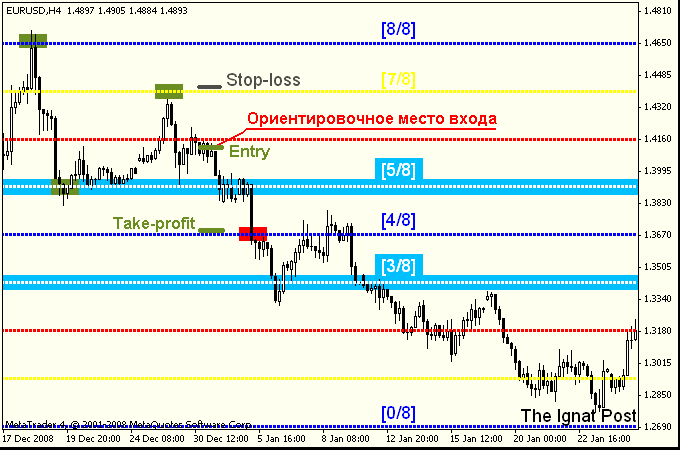 EURUSD,H4 1.4897 1.4905 1.4884 1.4893
1.4810
[8/8]
1.4650
Stop-loss
[7/8]
1.4485
1.4320
Ориентировочное место входа
1.4160
Entry
[5/8]
1.3995
1.3830
Take-profit
[4/8]
1.3670
[3/8]
1.3505
1.3340
1.3180
1.3015
1.2850
The Ignat Post
[0/8]
MetaTrader 4, © 2001-2008 MetaQuotes Software Corp.
1.2690
17 Dec 2008 19 Dec 20:00 24 Dec 08:00 30 Dec 12:00 5 Jan 16:00 8 Jan 08:00 12 Jan 20:00 15 Jan 12:00 20 Jan 00:00 22 Jan 16:00